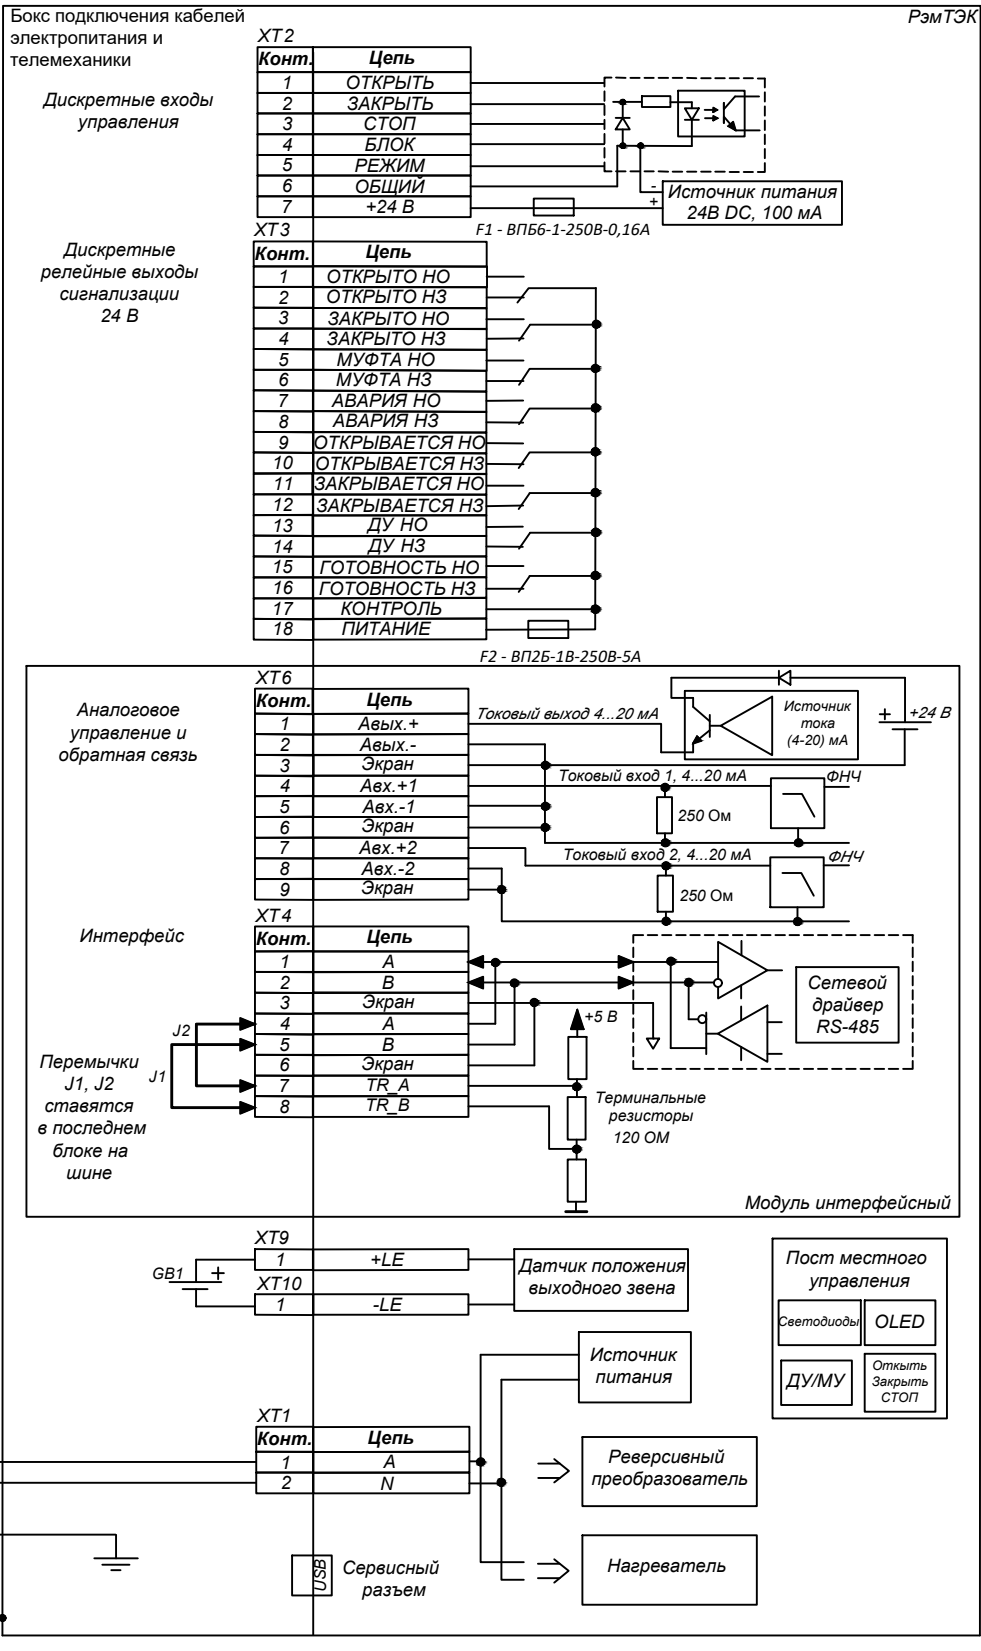 Бокс подключения кабелей
электропитания и
телемеханики
РэмТЭК
XT2
Конт. Цепь
1 ОТКРЫТЬ
2 ЗАКРЫТЬ
3 СТОП
4 БЛОК
5 РЕЖИМ
6 ОБЩИЙ
7 +24 В
Дискретные входы
управления
-
+
Источник питания
24В DC, 100 мА
F1 - ВПБ6-1-250В-0,16А
XT3
Конт. Цепь
1 ОТКРЫТО НО
2 ОТКРЫТО НЗ
3 ЗАКРЫТО НО
4 ЗАКРЫТО НЗ
5 МУФТА НО
6 МУФТА НЗ
7 АВАРИЯ НО
8 АВАРИЯ НЗ
9 ОТКРЫВАЕТСЯ НО
10 ОТКРЫВАЕТСЯ НЗ
11 ЗАКРЫВАЕТСЯ НО
12 ЗАКРЫВАЕТСЯ НЗ
13 ДУ НО
14 ДУ НЗ
15 ГОТОВНОСТЬ НО
16 ГОТОВНОСТЬ НЗ
17 КОНТРОЛЬ
18 ПИТАНИЕ
Дискретные
релейные выходы
сигнализации
24 В
F2 - ВП2Б-1В-250В-5А
XT6
Конт. Цепь
1 Авых.+
2 Авых.-
3 Экран
4 Авх.+1
5 Авх.-1
6 Экран
7 Авх.+2
8 Авх.-2
9 Экран
Аналоговое
управление и
обратная связь
Токовый выход 4...20 мА
Источник
тока
(4-20) мА
+
+24 В
Токовый вход 1, 4...20 мА
ФНЧ
250 Ом
Токовый вход 2, 4...20 мА
ФНЧ
250 Ом
XT4
Конт. Цепь
1 A
2 B
3 Экран
4 A
5 B
6 Экран
7 TR_A
8 TR_B
Интерфейс
J2
J1
Перемычки
J1, J2
ставятся
в последнем
блоке на
шине
+5 В
Сетевой
драйвер
RS-485
Терминальные
резисторы
120 ОМ
Модуль интерфейсный
XT9
1 +LE
XT10
1 -LE
GB1
+
Датчик положения
выходного звена
Пост местного
управления
Светодиоды
OLED
ДУ/МУ
Откыть
Закрыть
СТОП
Источник
питания
XT1
Конт. Цепь
1 A
2 N
Реверсивный
преобразователь
Нагреватель
USB
Сервисный
разъем